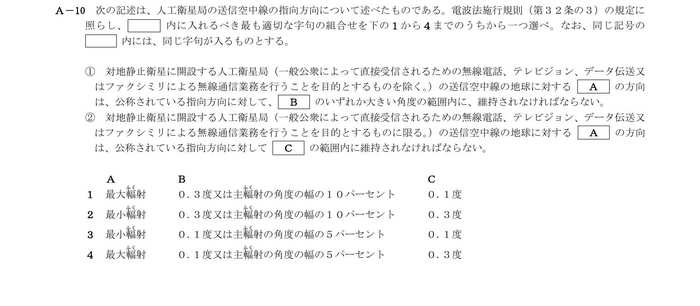 A－10 次の記述は、人工衛星局の送信空中線の指向方向について述べたものである。電波法施行規則（第３２条の３）の規定に
照らし、 内に入れるべき最も適切な字句の組合せを下の１から４までのうちから一つ選べ。なお、同じ記号の
内には、同じ字句が入るものとする。
① 対地静止衛星に開設する人工衛星局（一般公衆によって直接受信されるための無線電話、テレビジョン、データ伝送又
はファクシミリによる無線通信業務を行うことを目的とするものを除く。）の送信空中線の地球に対する A の方向
は、公称されている指向方向に対して、 B のいずれか大きい角度の範囲内に、維持されなければならない。
② 対地静止衛星に開設する人工衛星局（一般公衆によって直接受信されるための無線電話、テレビジョン、データ伝送又
はファクシミリによる無線通信業務を行うことを目的とするものに限る。）の送信空中線の地球に対する A の方向
は、公称されている指向方向に対して C の範囲内に維持されなければならない。
A B C
1 最大輻射 ０.３度又は主輻射の角度の幅の１０パーセント ０.１度
2 最小輻射 ０.３度又は主輻射の角度の幅の１０パーセント ０.３度
3 最小輻射 ０.１度又は主輻射の角度の幅の５パーセント ０.１度
4 最大輻射 ０.１度又は主輻射の角度の幅の５パーセント ０.３度